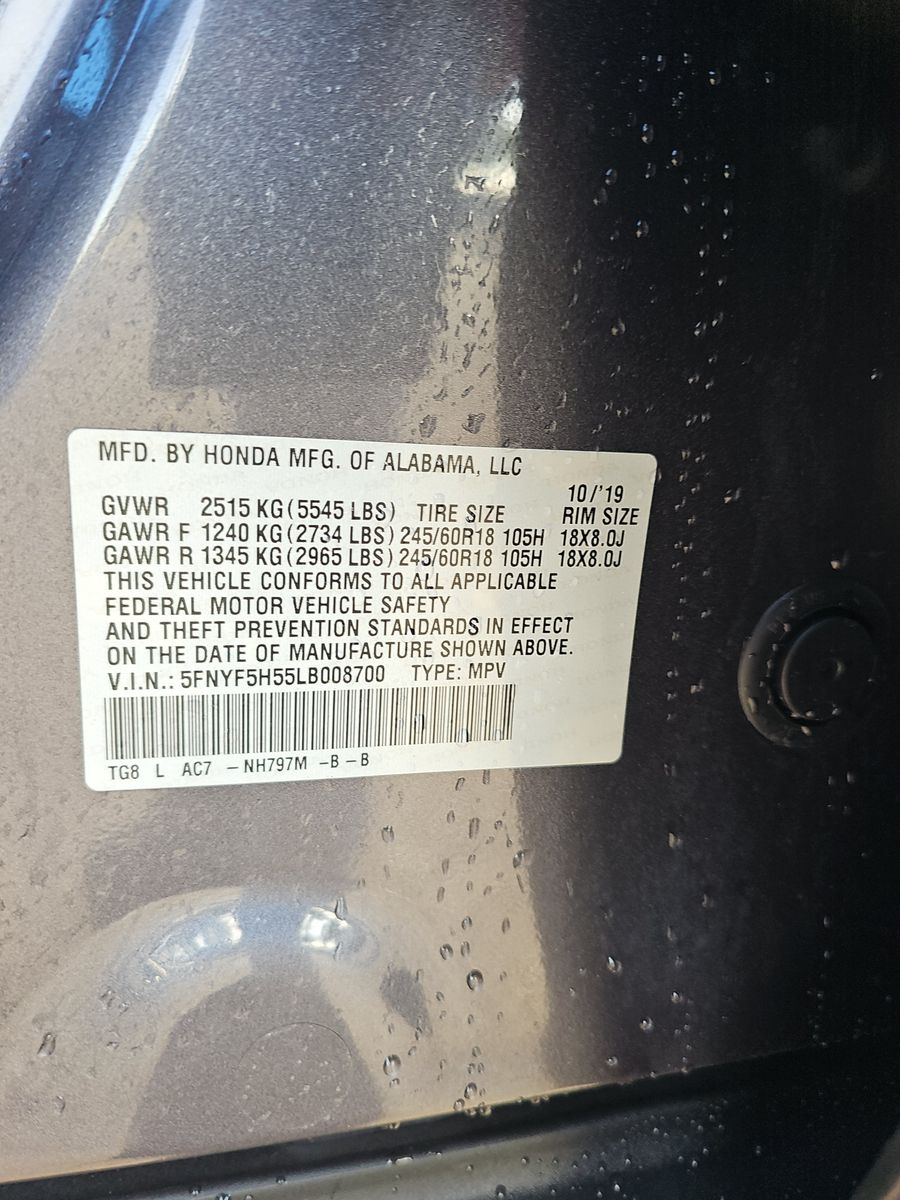 MFD. BY HONDA MFG. OF ALABAMA, LLC
10/'19
GVWR 2515 KG(5545 LBS) TIRE SIZE RIM SIZE
GAWR F 1240 KG(2734 LBS) 245/60R18 105H 18X8.0J
GAWR R 1345 KG(2965 LBS) 245/60R18 105H 18X8.0J
THIS VEHICLE CONFORMS TO ALL APPLICABLE
FEDERAL MOTOR VEHICLE SAFETY
AND THEFT PREVENTION STANDARDS IN EFFECT
ON THE DATE OF MANUFACTURE SHOWN ABOVE.
V.I.N.: 5FNYF5H55LB008700 TYPE: MPV
TG8 L AC7 -NH797M -B-B